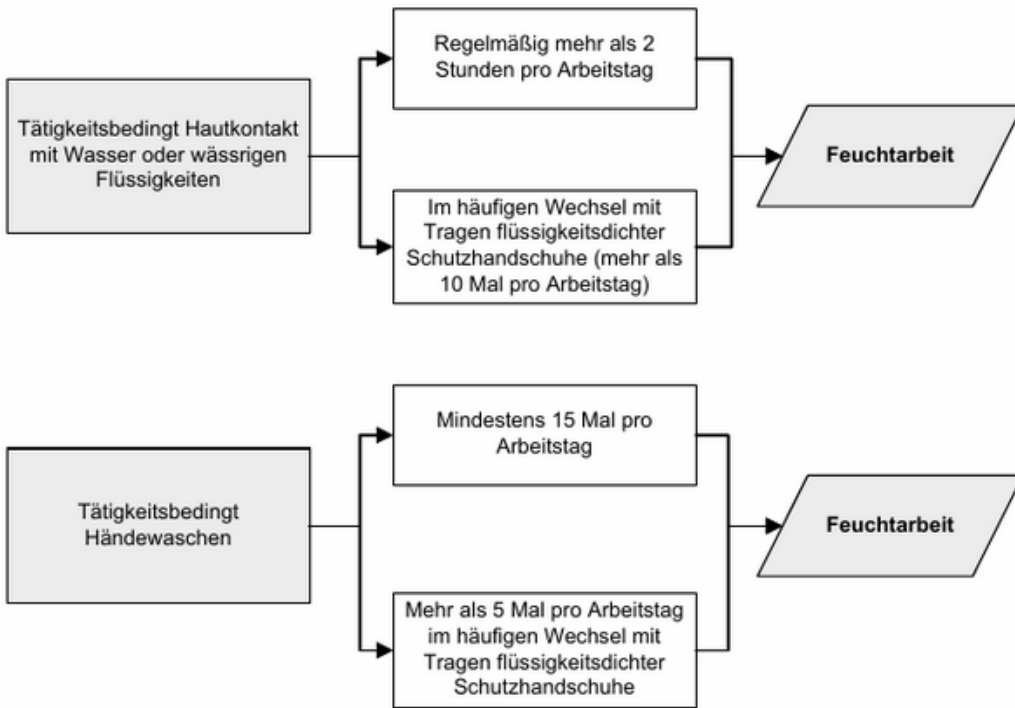 Regelmäßig mehr als 2
Stunden pro Arbeitstag
Tätigkeitsbedingt Hautkontakt
mit Wasser oder wässrigen
Flüssigkeiten
Feuchtarbeit
Im häufigen Wechsel mit
Tragen flüssigkeitsdichter
Schutzhandschuhe (mehr als
10 Mal pro Arbeitstag)
Mindestens 15 Mal pro
Arbeitstag
Tätigkeitsbedingt
Händewaschen
Feuchtarbeit
Mehr als 5 Mal pro Arbeitstag
im häufigen Wechsel mit
Tragen flüssigkeitsdichter
Schutzhandschuhe